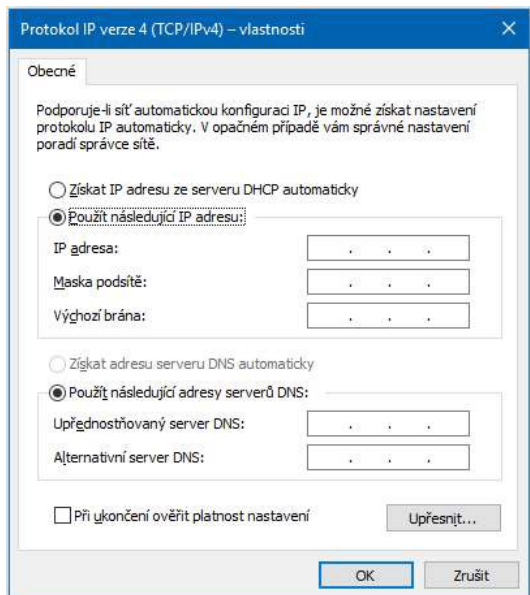 Protokol IP verze 4 (TCP/IPv4) – vlastnosti
Obecné
Podporuje-li síť automatickou konfiguraci IP, je možné získat nastavení
protokolu IP automaticky. V opačném případě vám správné nastavení
poradí správce sítě.
Získat IP adresu ze serveru DHCP automaticky
Použít následující IP adresu:
IP adresa:
Maska podsítě:
Výchozí brána:
Získat adresu serveru DNS automaticky
Použít následující adresy serverů DNS:
Upřednostňovaný server DNS:
Alternativní server DNS:
Při ukončení ověřit platnost nastavení
Upřesnit...
OK Zrušit